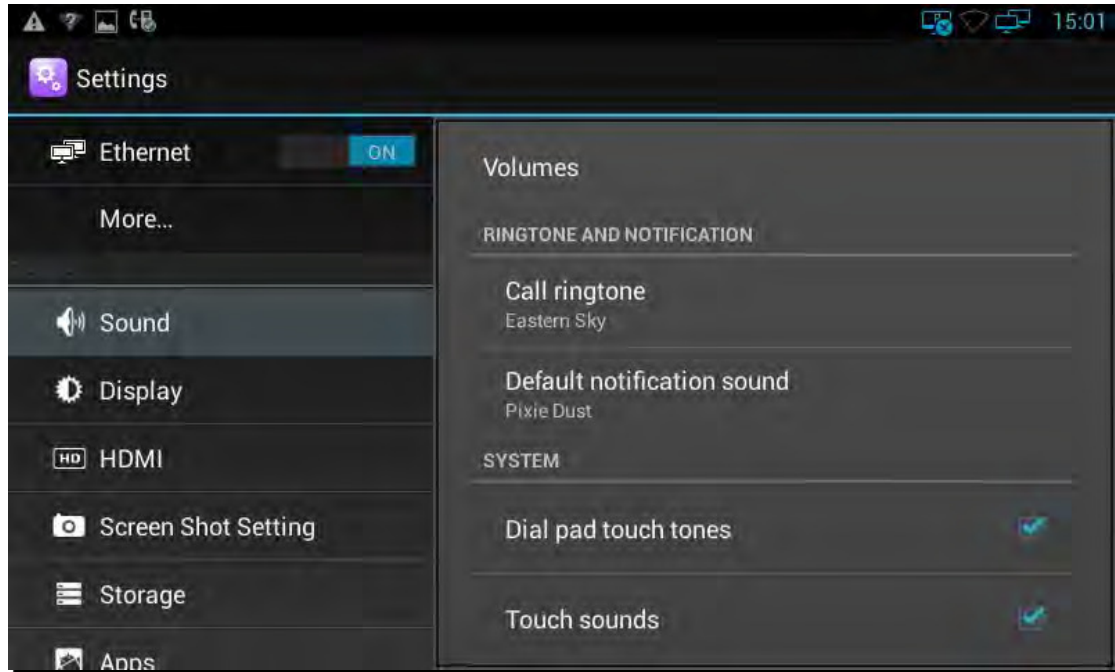 15:01
Settings
Ethernet
ON
More...
Sound
Display
HD HDMI
Screen Shot Setting
Storage
Apps
Volumes
RINGTONE AND NOTIFICATION
Call ringtone
Eastern Sky
Default notification sound
Pixie Dust
SYSTEM
Dial pad touch tones
Touch sounds